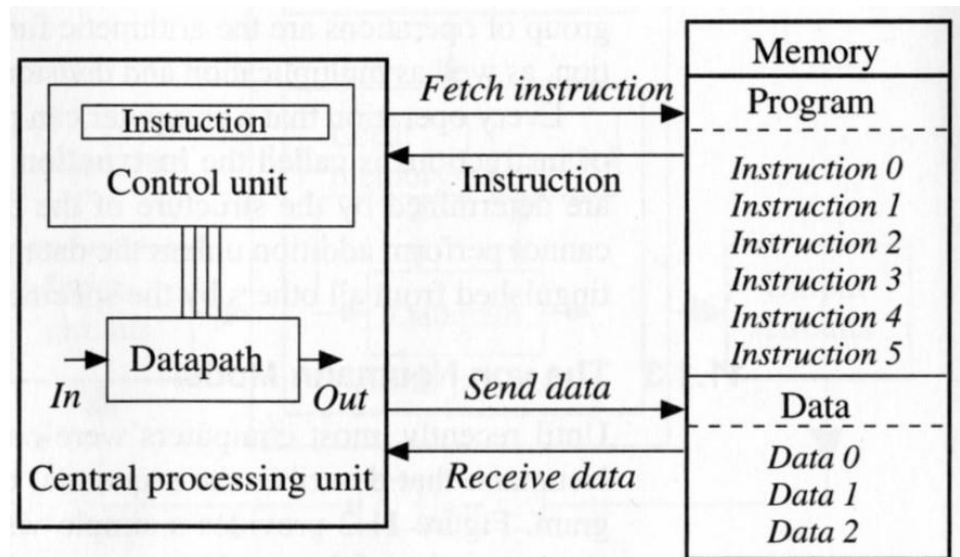 Memory
Program
Instruction 0
Instruction 1
Instruction 2
Instruction 3
Instruction 4
Instruction 5
Data
Data 0
Data 1
Data 2
Fetch instruction
Instruction
Send data
Receive data
Instruction
Control unit
Datapath
In
Out
Central processing unit